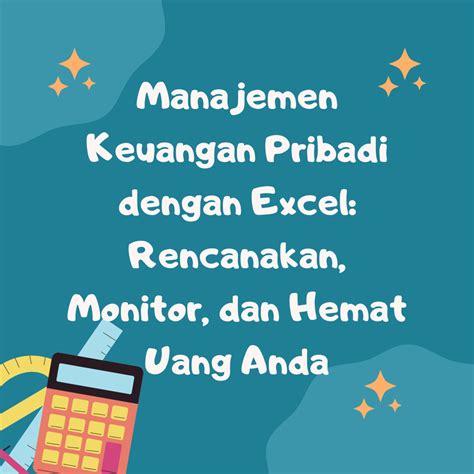 Manajemen
Keuangan Pribadi
dengan Excel:
Rencanakan,
Monitor, dan Hemat
Uang Anda